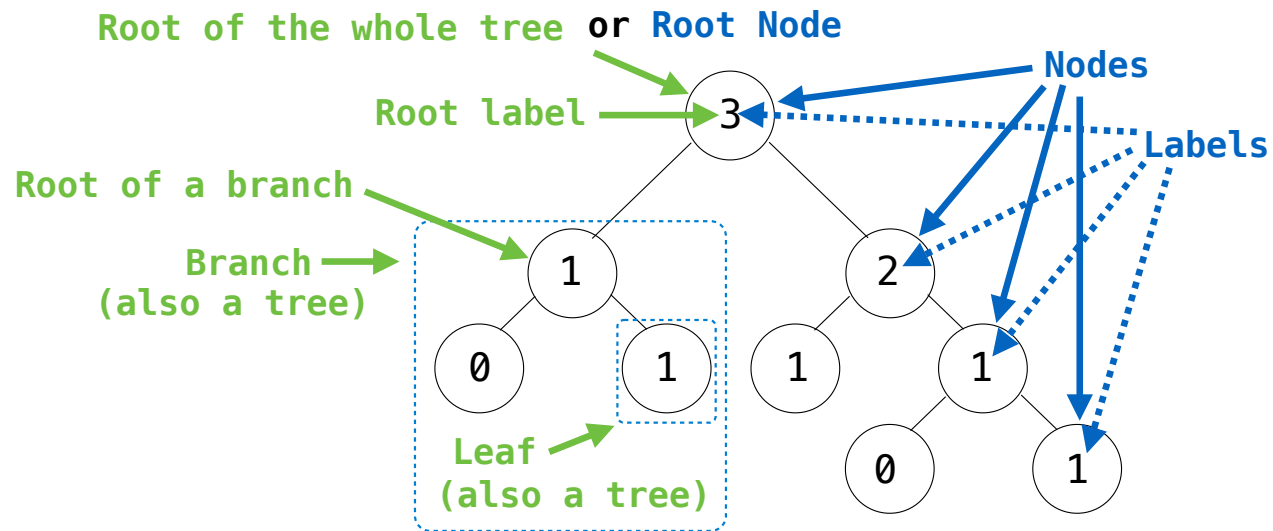 Root of the whole tree or Root Node
Nodes
Root label
3
Labels
Root of a branch
Branch
(also a tree)
1
2
0
1
1
1
Leaf
(also a tree)
0
1